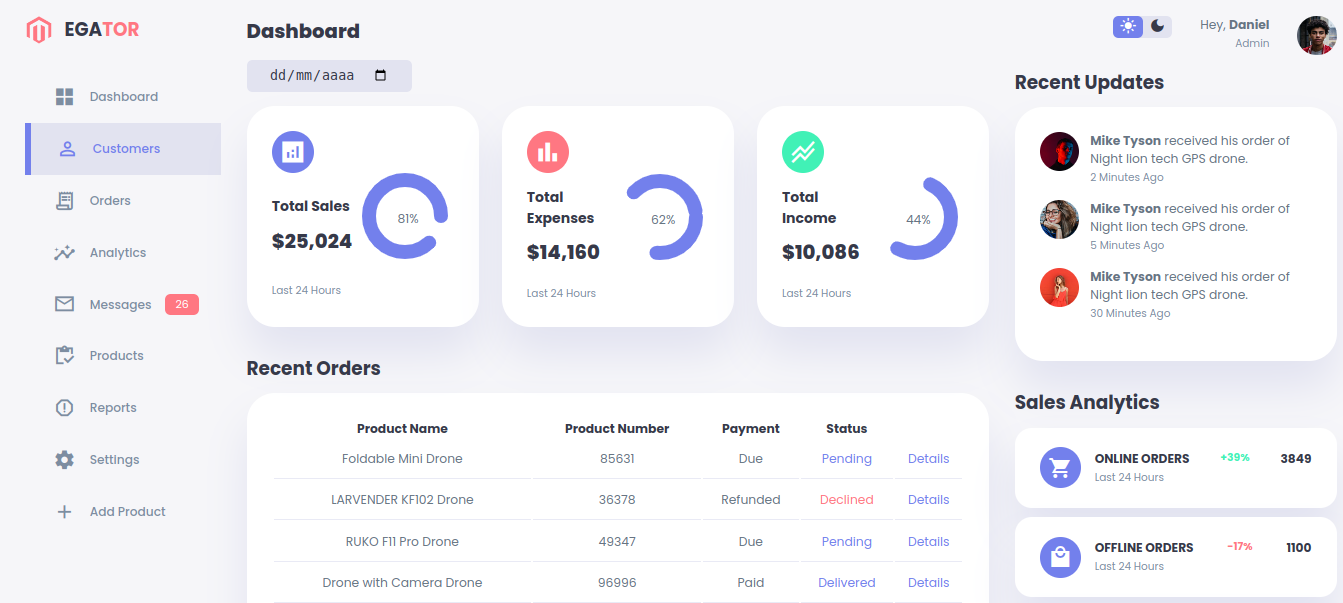 EGATOR
Dashboard
Customers
Orders
Analytics
Messages 26
Products
Reports
Settings
Add Product
Dashboard
dd/mm/aaaa
Total Sales
$25,024
81%
Last 24 Hours
Total
Expenses
$14,160
62%
Last 24 Hours
Total
Income
$10,086
44%
Last 24 Hours
Recent Orders
Product Name Product Number Payment Status
Foldable Mini Drone 85631 Due Pending Details
LARVENDER KF102 Drone 36378 Refunded Declined Details
RUKO F11 Pro Drone 49347 Due Pending Details
Drone with Camera Drone 96996 Paid Delivered Details
Hey, Daniel
Admin
Recent Updates
Mike Tyson received his order of
Night lion tech GPS drone.
2 Minutes Ago
Mike Tyson received his order of
Night lion tech GPS drone.
5 Minutes Ago
Mike Tyson received his order of
Night lion tech GPS drone.
30 Minutes Ago
Sales Analytics
ONLINE ORDERS +39% 3849
Last 24 Hours
OFFLINE ORDERS -17% 1100
Last 24 Hours